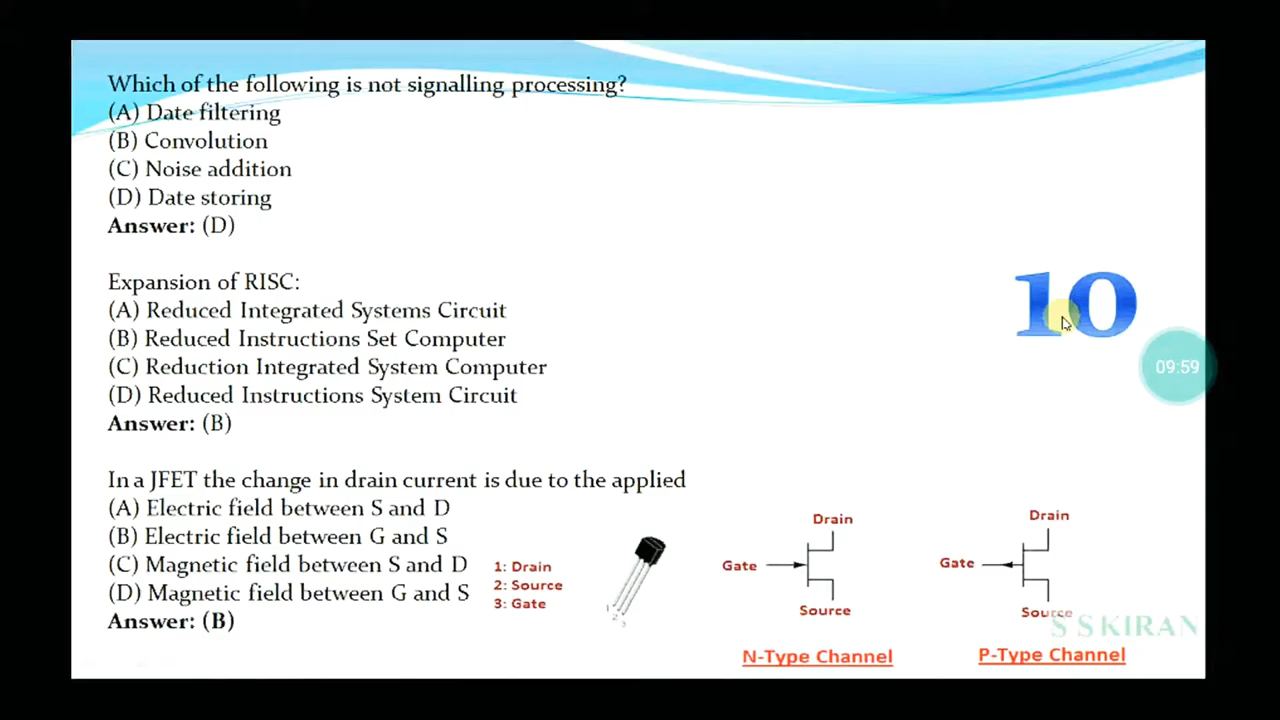 Which of the following is not signalling processing?
(A) Date filtering
(B) Convolution
(C) Noise addition
(D) Date storing
Answer: (D)
Expansion of RISC:
(A) Reduced Integrated Systems Circuit
(B) Reduced Instructions Set Computer
(C) Reduction Integrated System Computer
(D) Reduced Instructions System Circuit
Answer: (B)
10
09:59
In a JFET the change in drain current is due to the applied
(A) Electric field between S and D
(B) Electric field between G and S
(C) Magnetic field between S and D
(D) Magnetic field between G and S
Answer: (B)
1: Drain
2: Source
3: Gate
1
2
3
Drain
Gate
Source
N-Type Channel
Drain
Gate
Source
P-Type Channel
S S KIRAN